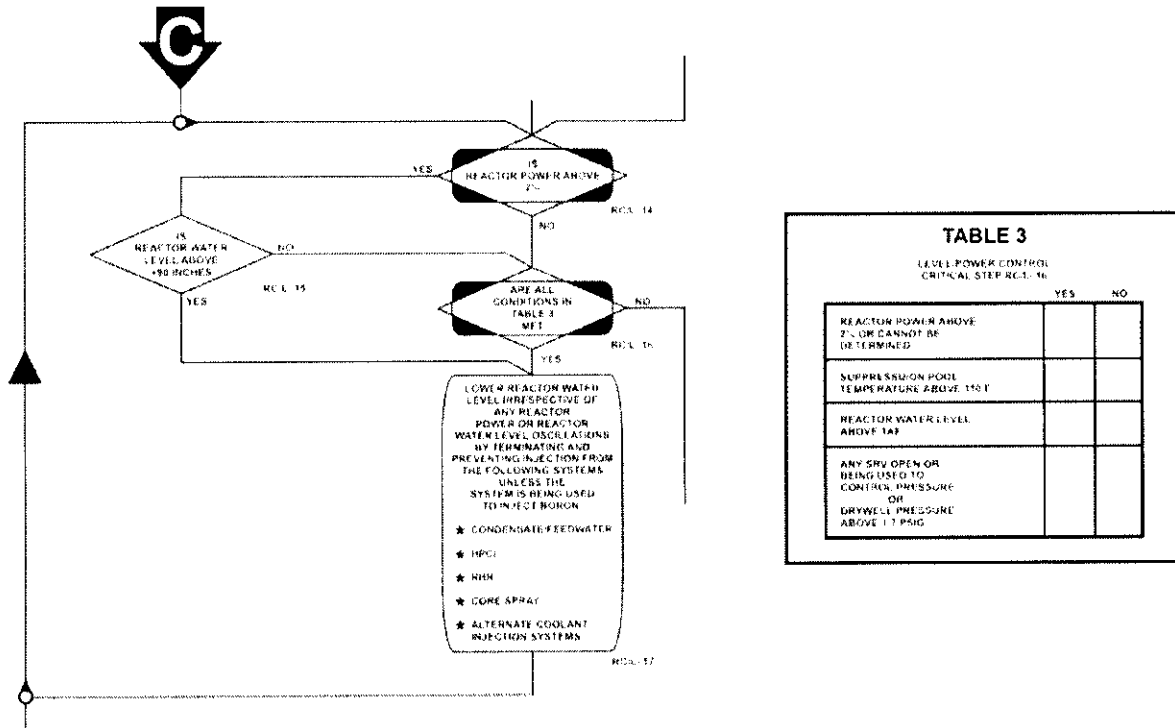 C
IS
REACTOR POWER ABOVE
2%
YES
RC/L-14
NO
IS
REACTOR WATER
LEVEL ABOVE
+90 INCHES
NO
RC/L-15
YES
ARE ALL
CONDITIONS IN
TABLE 3
MET
NO
RC/L-16
YES
LOWER REACTOR WATER
LEVEL IRRESPECTIVE OF
ANY REACTOR
POWER OR REACTOR
WATER LEVEL OSCILLATIONS
BY TERMINATING AND
PREVENTING INJECTION FROM
THE FOLLOWING SYSTEMS
UNLESS THE
SYSTEM IS BEING USED
TO INJECT BORON
★ CONDENSATE/FEEDWATER
★ HPCI
★ RHR
★ CORE SPRAY
★ ALTERNATE COOLANT
INJECTION SYSTEMS
RC/L-17
TABLE 3
LEVEL/POWER CONTROL
CRITICAL STEP RC/L-16
YES NO
REACTOR POWER ABOVE
2% OR CANNOT BE
DETERMINED
SUPPRESSION POOL
TEMPERATURE ABOVE 110 F
REACTOR WATER LEVEL
ABOVE TAF
ANY SRV OPEN OR
BEING USED TO
CONTROL PRESSURE
OR
DRYWELL PRESSURE
ABOVE 1.7 PSIG